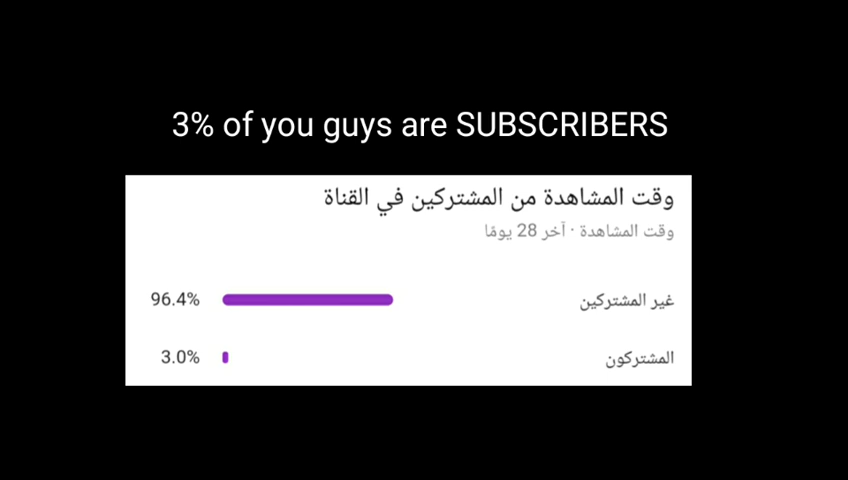 3% of you guys are SUBSCRIBERS
وقت المشاهدة من المشتركين في القناة
وقت المشاهدة · آخر 28 يومًا
غير المشتركين 96.4%
المشتركون 3.0%